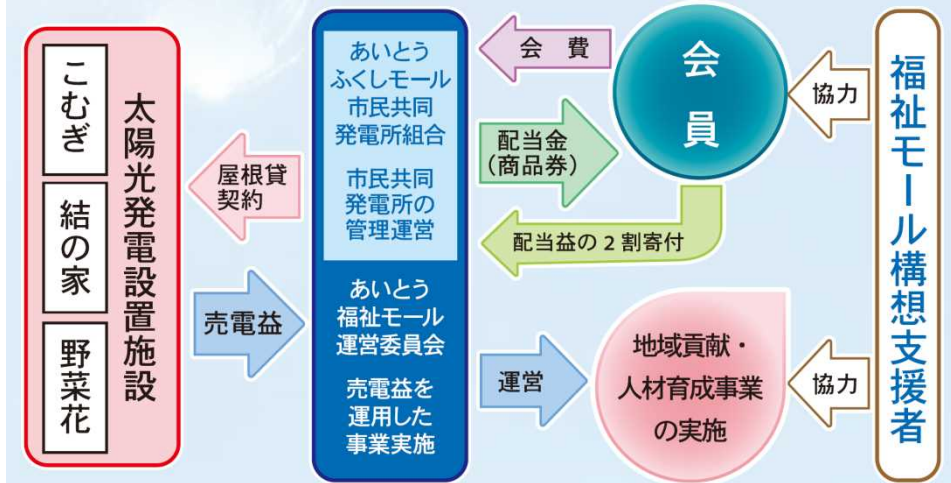 太陽光発電設置施設
こむぎ
結の家
野菜花
屋根貸
契約
売電益
あいとう
ふくしモール
市民共同
発電所組合
市民共同
発電所の
管理運営
あいとう
福祉モール
運営委員会
売電益を
運用した
事業実施
会 費
配当金
(商品券)
配当益の2割寄付
運営
会員
地域貢献・
人材育成事業
の実施
協力
協力
福祉モール構想支援者